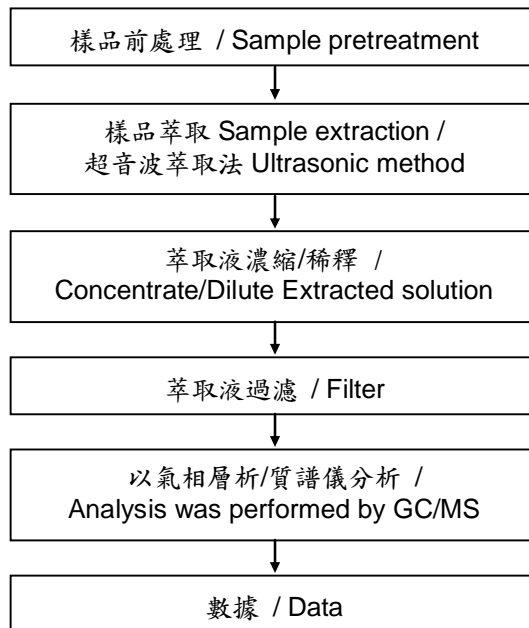 樣品前處理 / Sample pretreatment
樣品萃取 Sample extraction /
超音波萃取法 Ultrasonic method
萃取液濃縮/稀釋 /
Concentrate/Dilute Extracted solution
萃取液過濾 / Filter
以氣相層析/質譜儀分析 /
Analysis was performed by GC/MS
數據 / Data